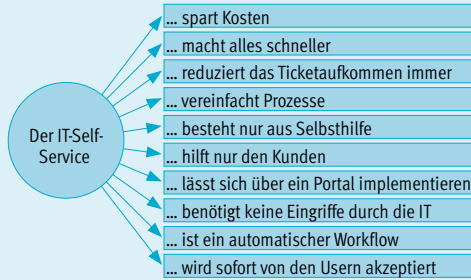 Der IT-Self-
Service
... spart Kosten
... macht alles schneller
... reduziert das Ticketaufkommen immer
... vereinfacht Prozesse
... besteht nur aus Selbsthilfe
... hilft nur den Kunden
... lässt sich über ein Portal implementieren
... benötigt keine Eingriffe durch die IT
... ist ein automatischer Workflow
... wird sofort von den Usern akzeptiert